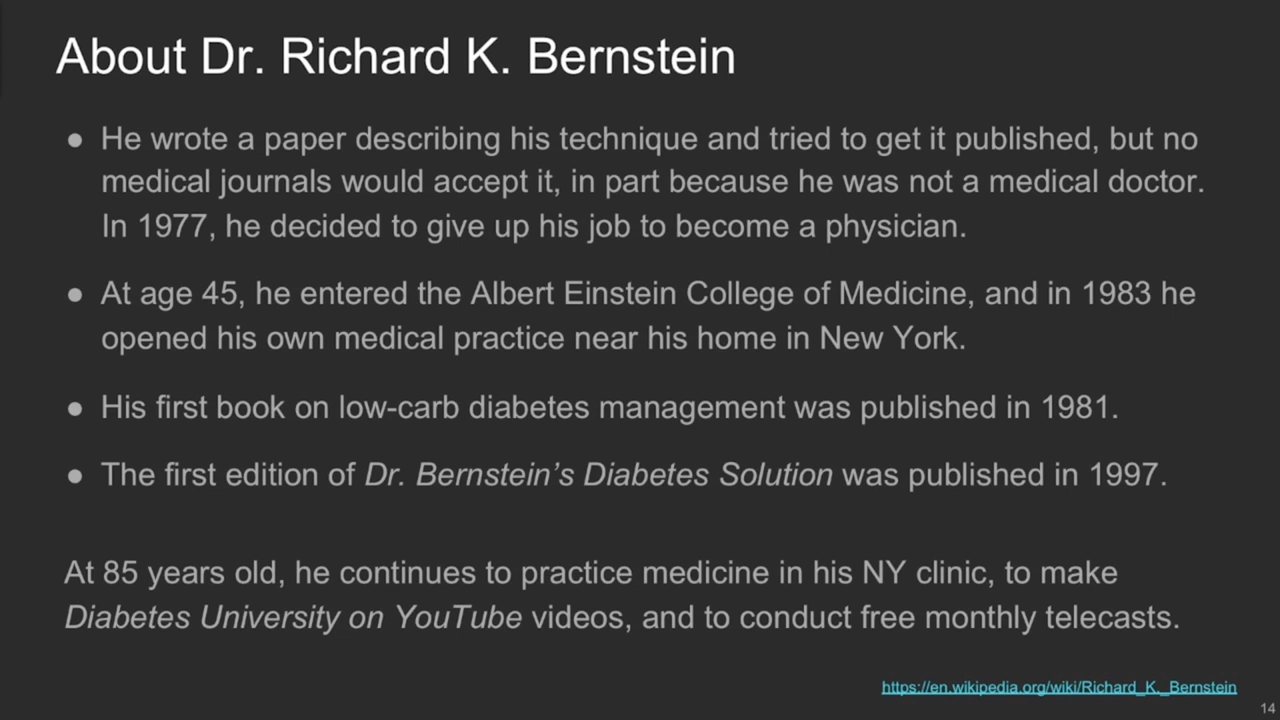 About Dr. Richard K. Bernstein
● He wrote a paper describing his technique and tried to get it published, but no
medical journals would accept it, in part because he was not a medical doctor.
In 1977, he decided to give up his job to become a physician.
● At age 45, he entered the Albert Einstein College of Medicine, and in 1983 he
opened his own medical practice near his home in New York.
● His first book on low-carb diabetes management was published in 1981.
● The first edition of Dr. Bernstein’s Diabetes Solution was published in 1997.
At 85 years old, he continues to practice medicine in his NY clinic, to make
Diabetes University on YouTube videos, and to conduct free monthly telecasts.
https://en.wikipedia.org/wiki/Richard_K._Bernstein
14